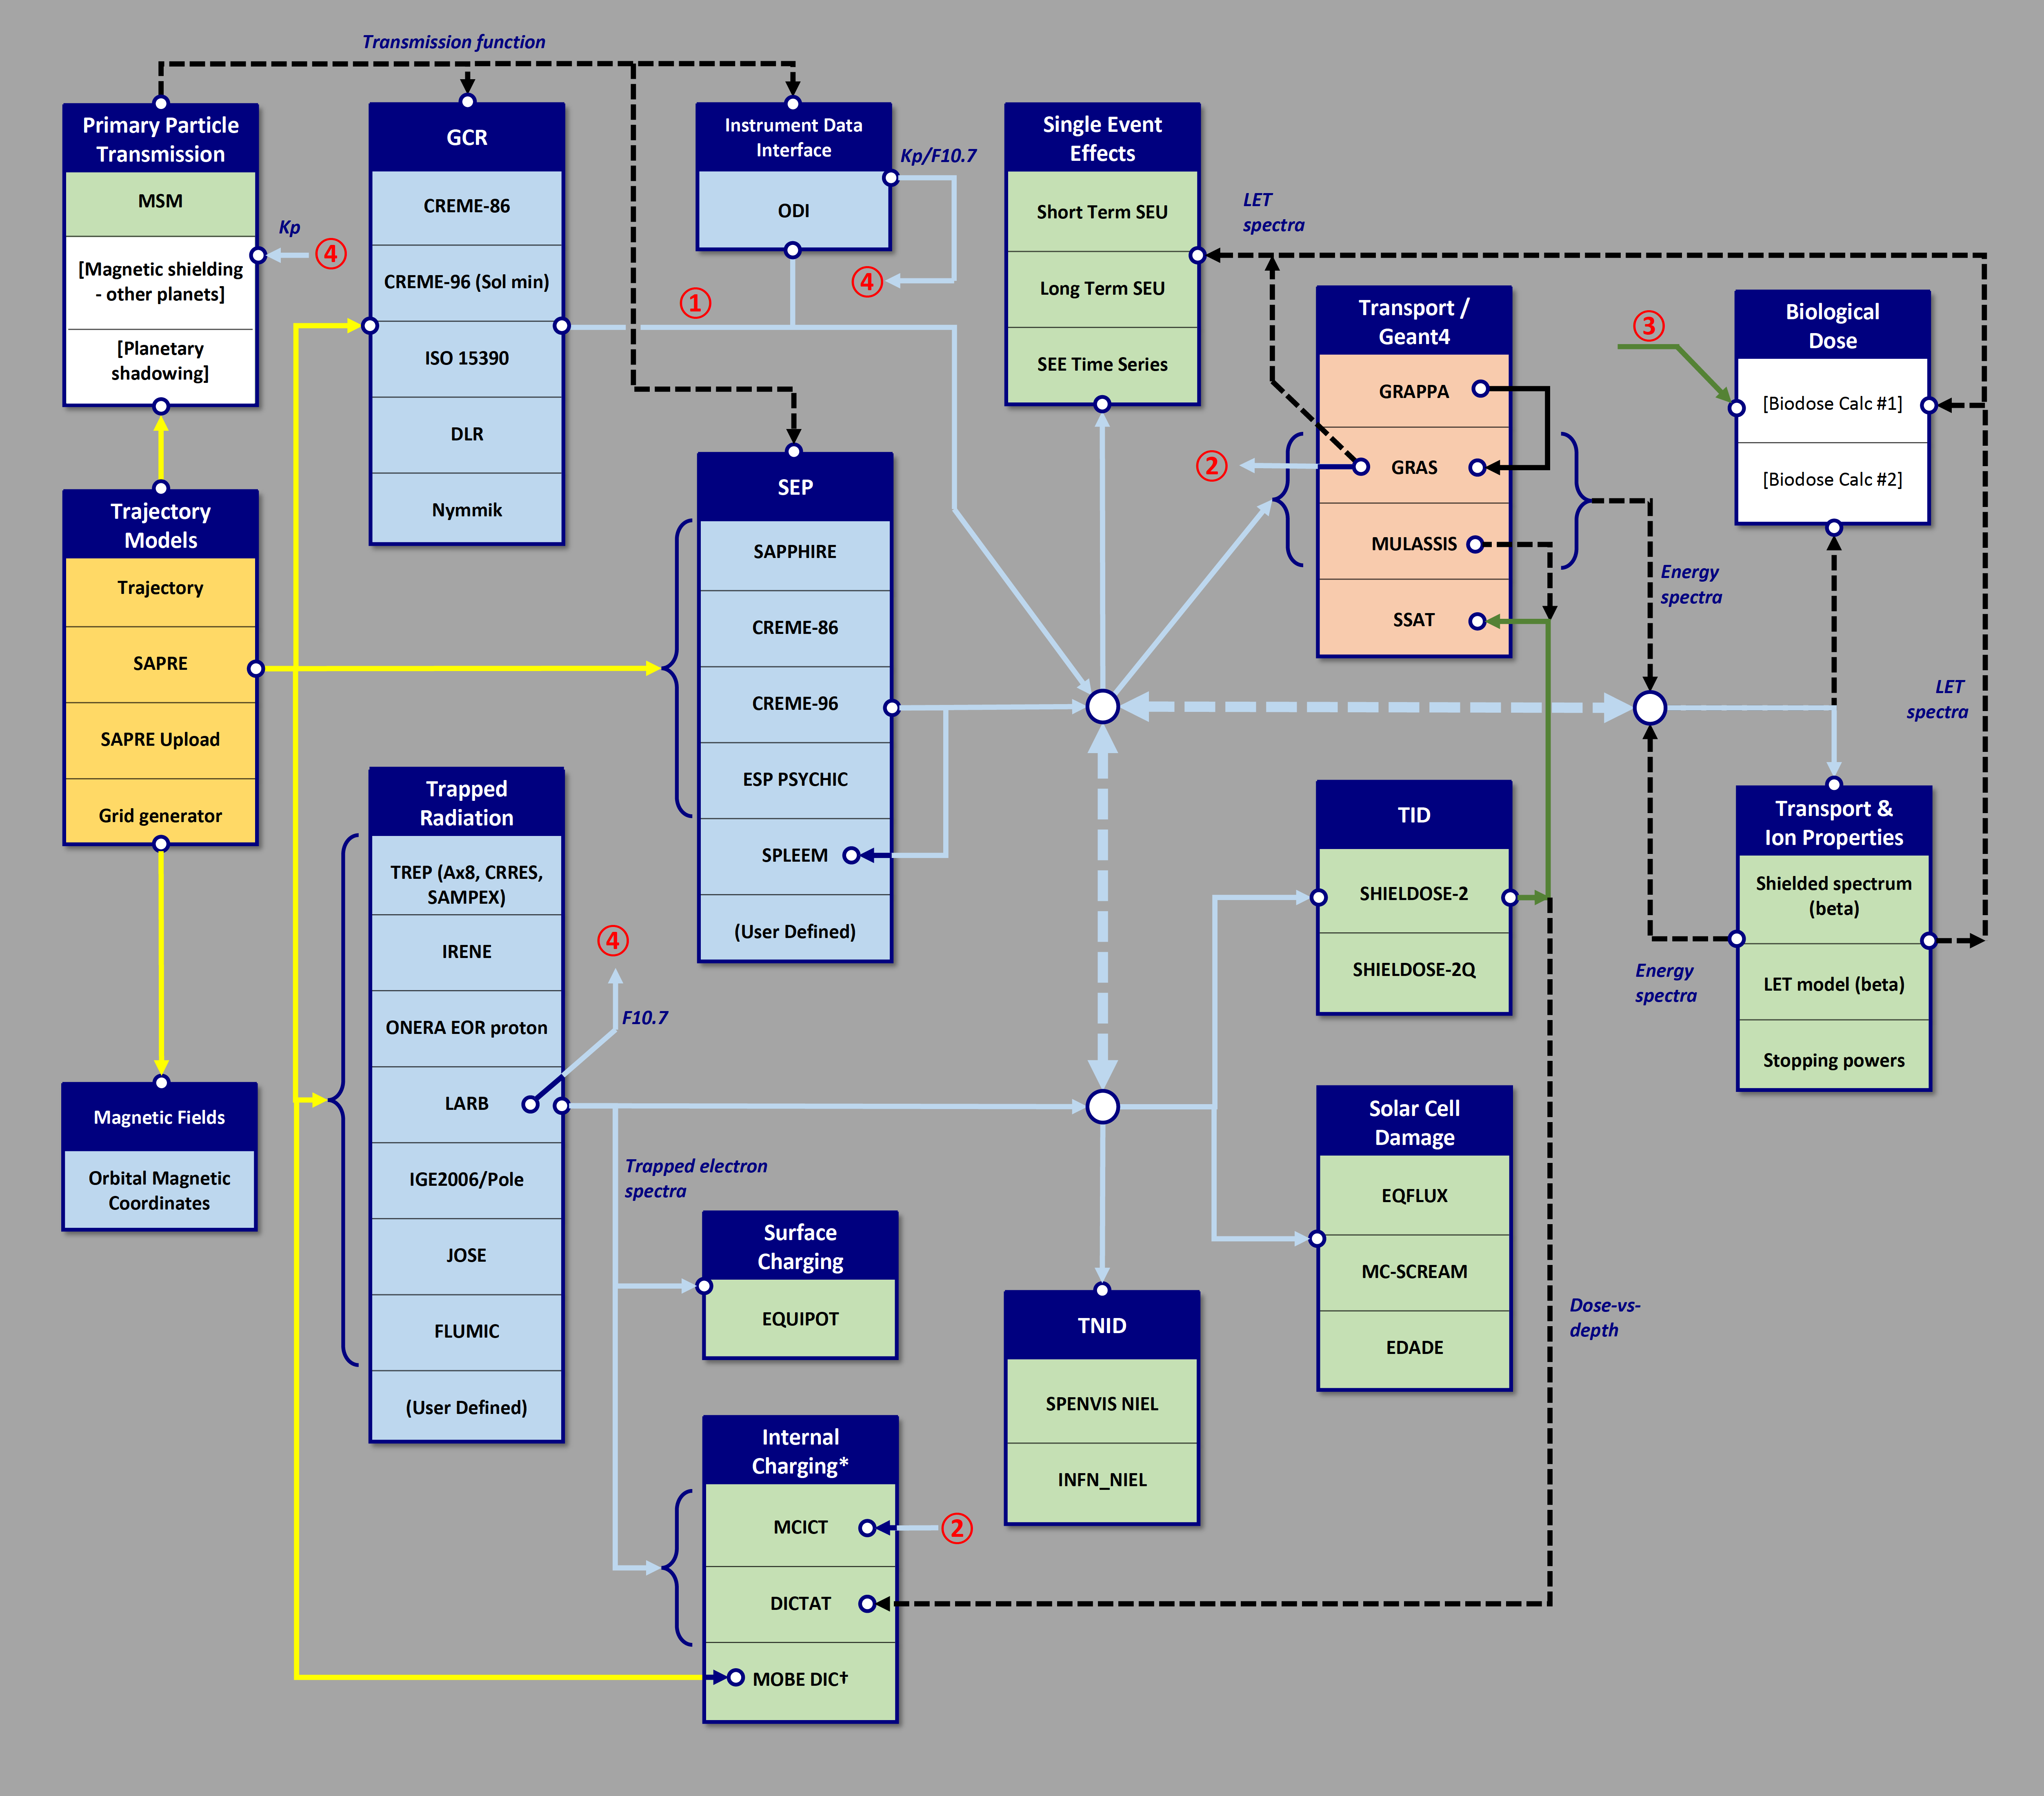 Transmission function
Primary Particle
Transmission
MSM
[Magnetic shielding
- other planets]
[Planetary
shadowing]
Kp
④
GCR
CREME-86
CREME-96 (Sol min)
ISO 15390
DLR
Nymmik
Instrument Data
Interface
ODI
Kp/F10.7
④
①
Single Event
Effects
Short Term SEU
Long Term SEU
SEE Time Series
LET
spectra
Transport /
Geant4
GRAPPA
GRAS
MULASSIS
SSAT
②
③
Biological
Dose
[Biodose Calc #1]
[Biodose Calc #2]
Energy
spectra
LET
spectra
Trajectory
Models
Trajectory
SAPRE
SAPRE Upload
Grid generator
SEP
SAPPHIRE
CREME-86
CREME-96
ESP PSYCHIC
SPLEEM
(User Defined)
Trapped
Radiation
TREP (Ax8, CRRES,
SAMPEX)
IRENE
ONERA EOR proton
LARB
IGE2006/Pole
JOSE
FLUMIC
(User Defined)
④
F10.7
TID
SHIELDOSE-2
SHIELDOSE-2Q
Transport &
Ion Properties
Shielded spectrum
(beta)
LET model (beta)
Stopping powers
Energy
spectra
Magnetic Fields
Orbital Magnetic
Coordinates
Trapped electron
spectra
Surface
Charging
EQUIPOT
Solar Cell
Damage
EQFLUX
MC-SCREAM
EDADE
TNID
SPENVIS NIEL
INFN_NIEL
Dose-vs-
depth
Internal
Charging*
MCICT
DICTAT
MOBE DIC†
②